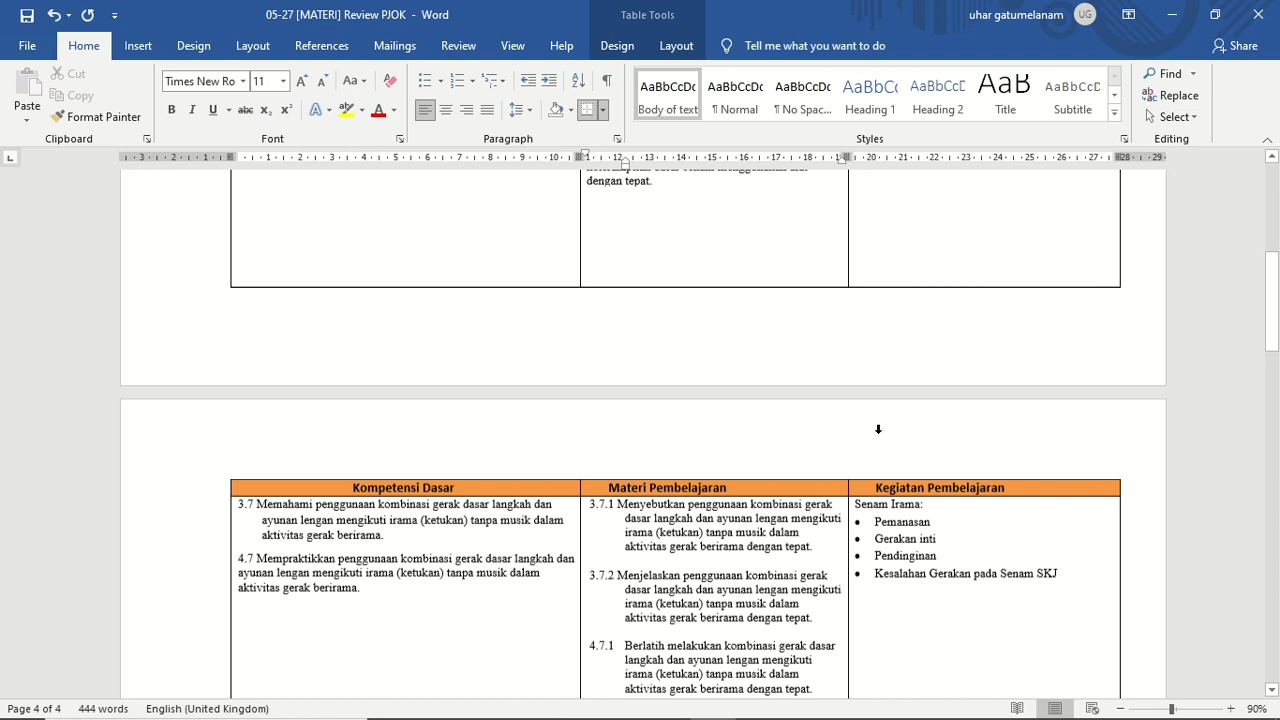 05-27 [MATERI] Review PJOK - Word
Table Tools
uhar gatumelanam
UG
File
Home
Insert
Design
Layout
References
Mailings
Review
View
Help
Design
Layout
Tell me what you want to do
Share
Paste
Cut
Copy
Format Painter
Clipboard
Times New Ro
11
Font
Paragraph
AaBbCcDc
Body of text
AaBbCcDc
¶ Normal
AaBbCcDc
¶ No Spac...
AaBbCc
Heading 1
AaBbCcD
Heading 2
AaB
Title
AaBbCcD
Subtitle
Styles
Find
Replace
Select
Editing
dengan tepat.
Kompetensi Dasar
Materi Pembelajaran
Kegiatan Pembelajaran
3.7 Memahami penggunaan kombinasi gerak dasar langkah dan
ayunan lengan mengikuti irama (ketukan) tanpa musik dalam
aktivitas gerak berirama.
4.7 Mempraktikkan penggunaan kombinasi gerak dasar langkah dan
ayunan lengan mengikuti irama (ketukan) tanpa musik dalam
aktivitas gerak berirama.
3.7.1 Menyebutkan penggunaan kombinasi gerak
dasar langkah dan ayunan lengan mengikuti
irama (ketukan) tanpa musik dalam
aktivitas gerak berirama dengan tepat.
3.7.2 Menjelaskan penggunaan kombinasi gerak
dasar langkah dan ayunan lengan mengikuti
irama (ketukan) tanpa musik dalam
aktivitas gerak berirama dengan tepat.
4.7.1 Berlatih melakukan kombinasi gerak dasar
langkah dan ayunan lengan mengikuti
irama (ketukan) tanpa musik dalam
aktivitas gerak berirama dengan tepat.
Senam Irama:
• Pemanasan
• Gerakan inti
• Pendinginan
• Kesalahan Gerakan pada Senam SKJ
Page 4 of 4
444 words
English (United Kingdom)
90%